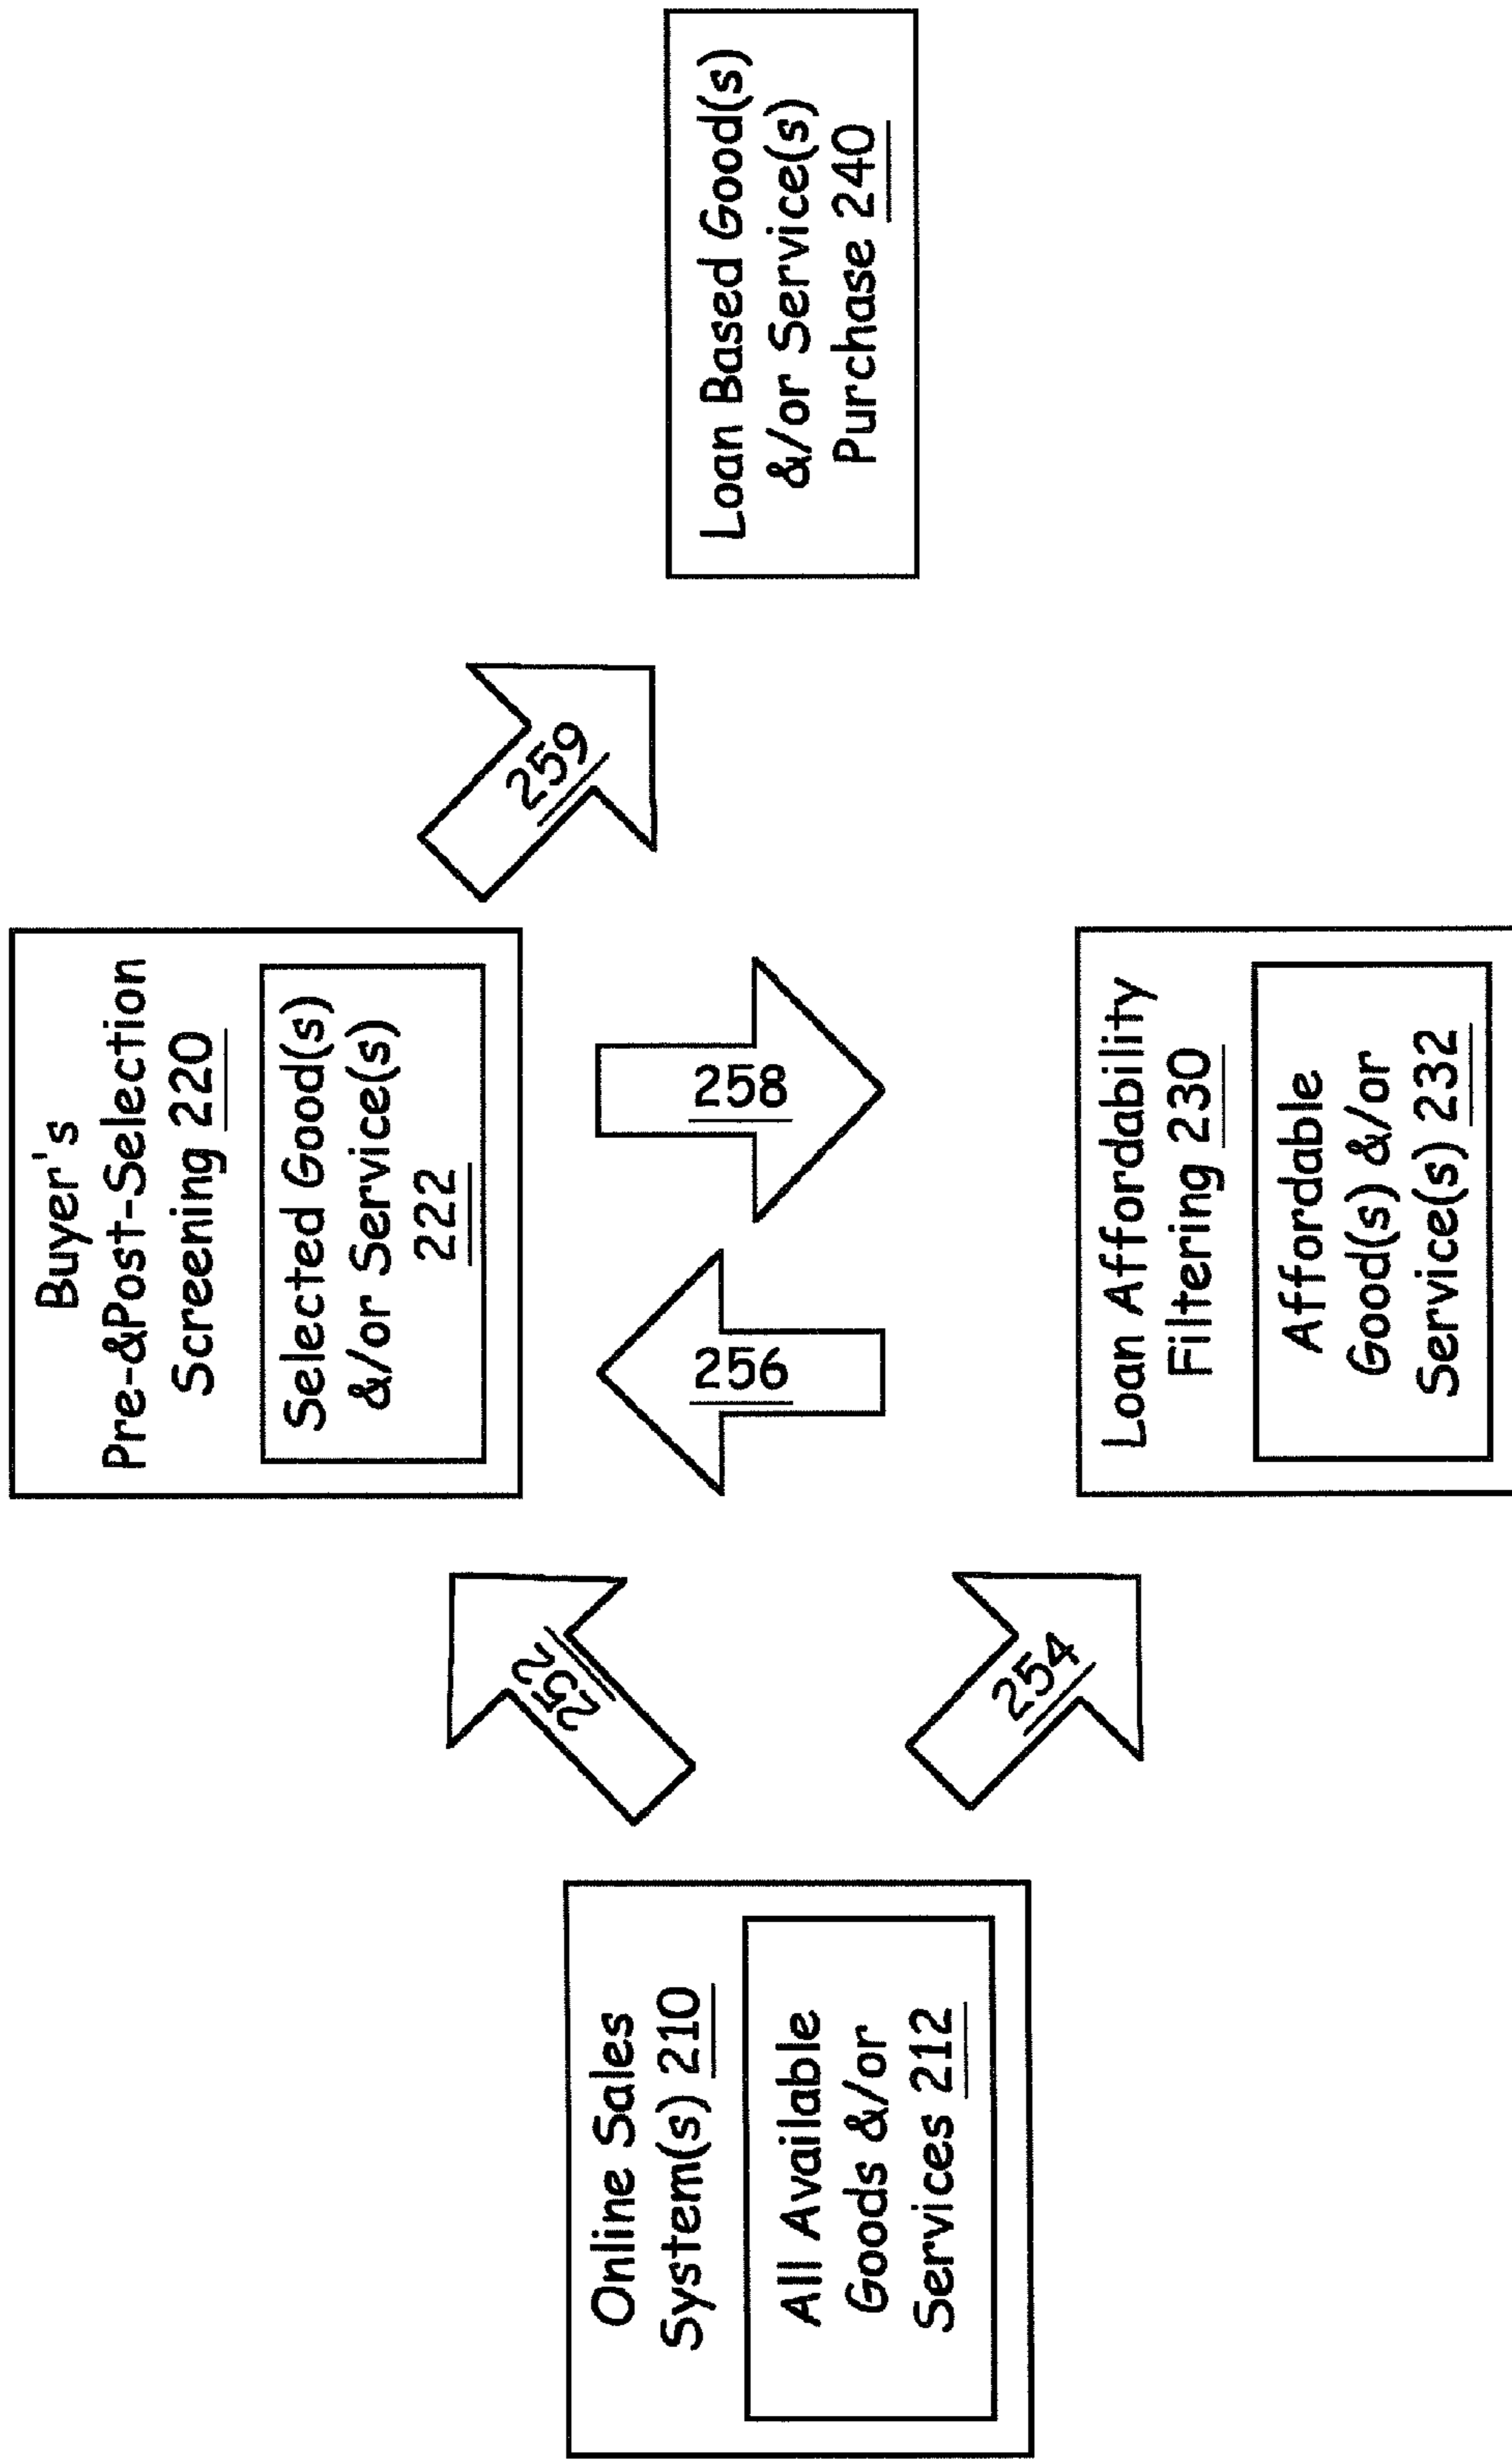 Online Sales
System(s) 210
All Available
Goods &/or
Services 212
252
254
Buyer's
Pre-&Post-Selection
Screening 220
Selected Good(s)
&/or Service(s)
222
256
258
Loan Affordability
Filtering 230
Affordable
Good(s) &/or
Service(s) 232
259
Loan Based Good(s)
&/or Service(s)
Purchase 240